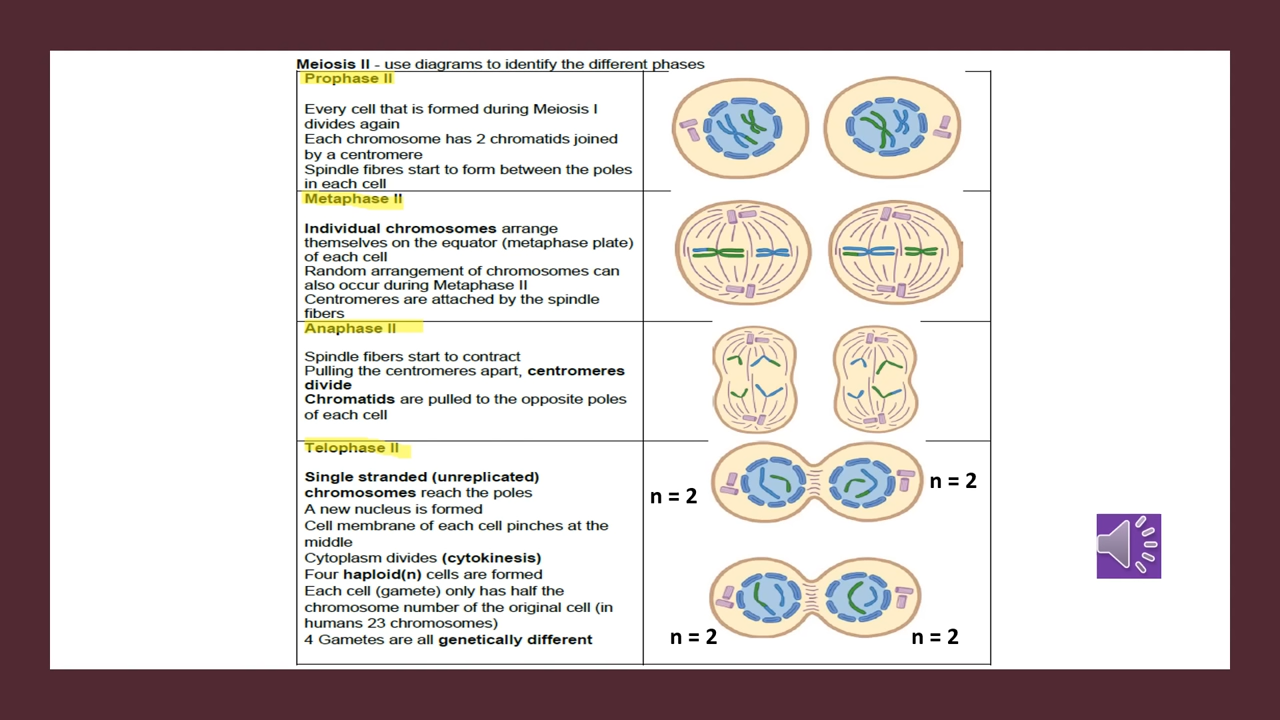 Meiosis II - use diagrams to identify the different phases
Prophase II
Every cell that is formed during Meiosis I
divides again
Each chromosome has 2 chromatids joined
by a centromere
Spindle fibres start to form between the poles
in each cell
Metaphase II
Individual chromosomes arrange
themselves on the equator (metaphase plate)
of each cell
Random arrangement of chromosomes can
also occur during Metaphase II
Centromeres are attached by the spindle
fibers
Anaphase II
Spindle fibers start to contract
Pulling the centromeres apart, centromeres
divide
Chromatids are pulled to the opposite poles
of each cell
Telophase II
Single stranded (unreplicated)
chromosomes reach the poles
A new nucleus is formed
Cell membrane of each cell pinches at the
middle
Cytoplasm divides (cytokinesis)
Four haploid(n) cells are formed
Each cell (gamete) only has half the
chromosome number of the original cell (in
humans 23 chromosomes)
4 Gametes are all genetically different
n = 2
n = 2
n = 2
n = 2